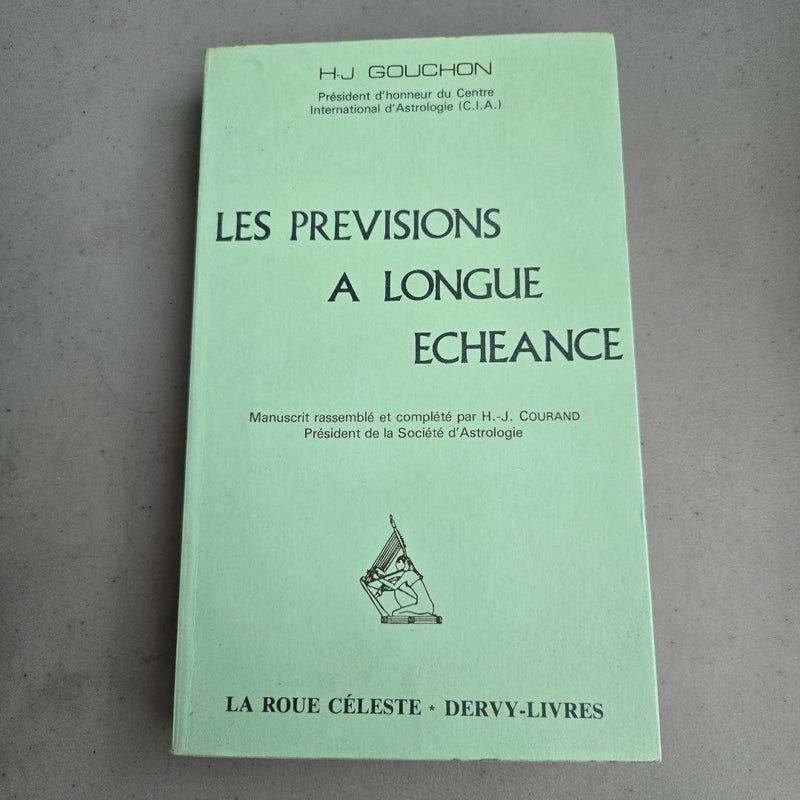 H-J GOUCHON
Président d'honneur du Centre
International d'Astrologie (C.I.A.)
LES PREVISIONS
A LONGUE
ECHEANCE
Manuscrit rassemblé et complété par H.-J. COURAND
Président de la Société d'Astrologie
LA ROUE CÉLESTE * DERVY-LIVRES